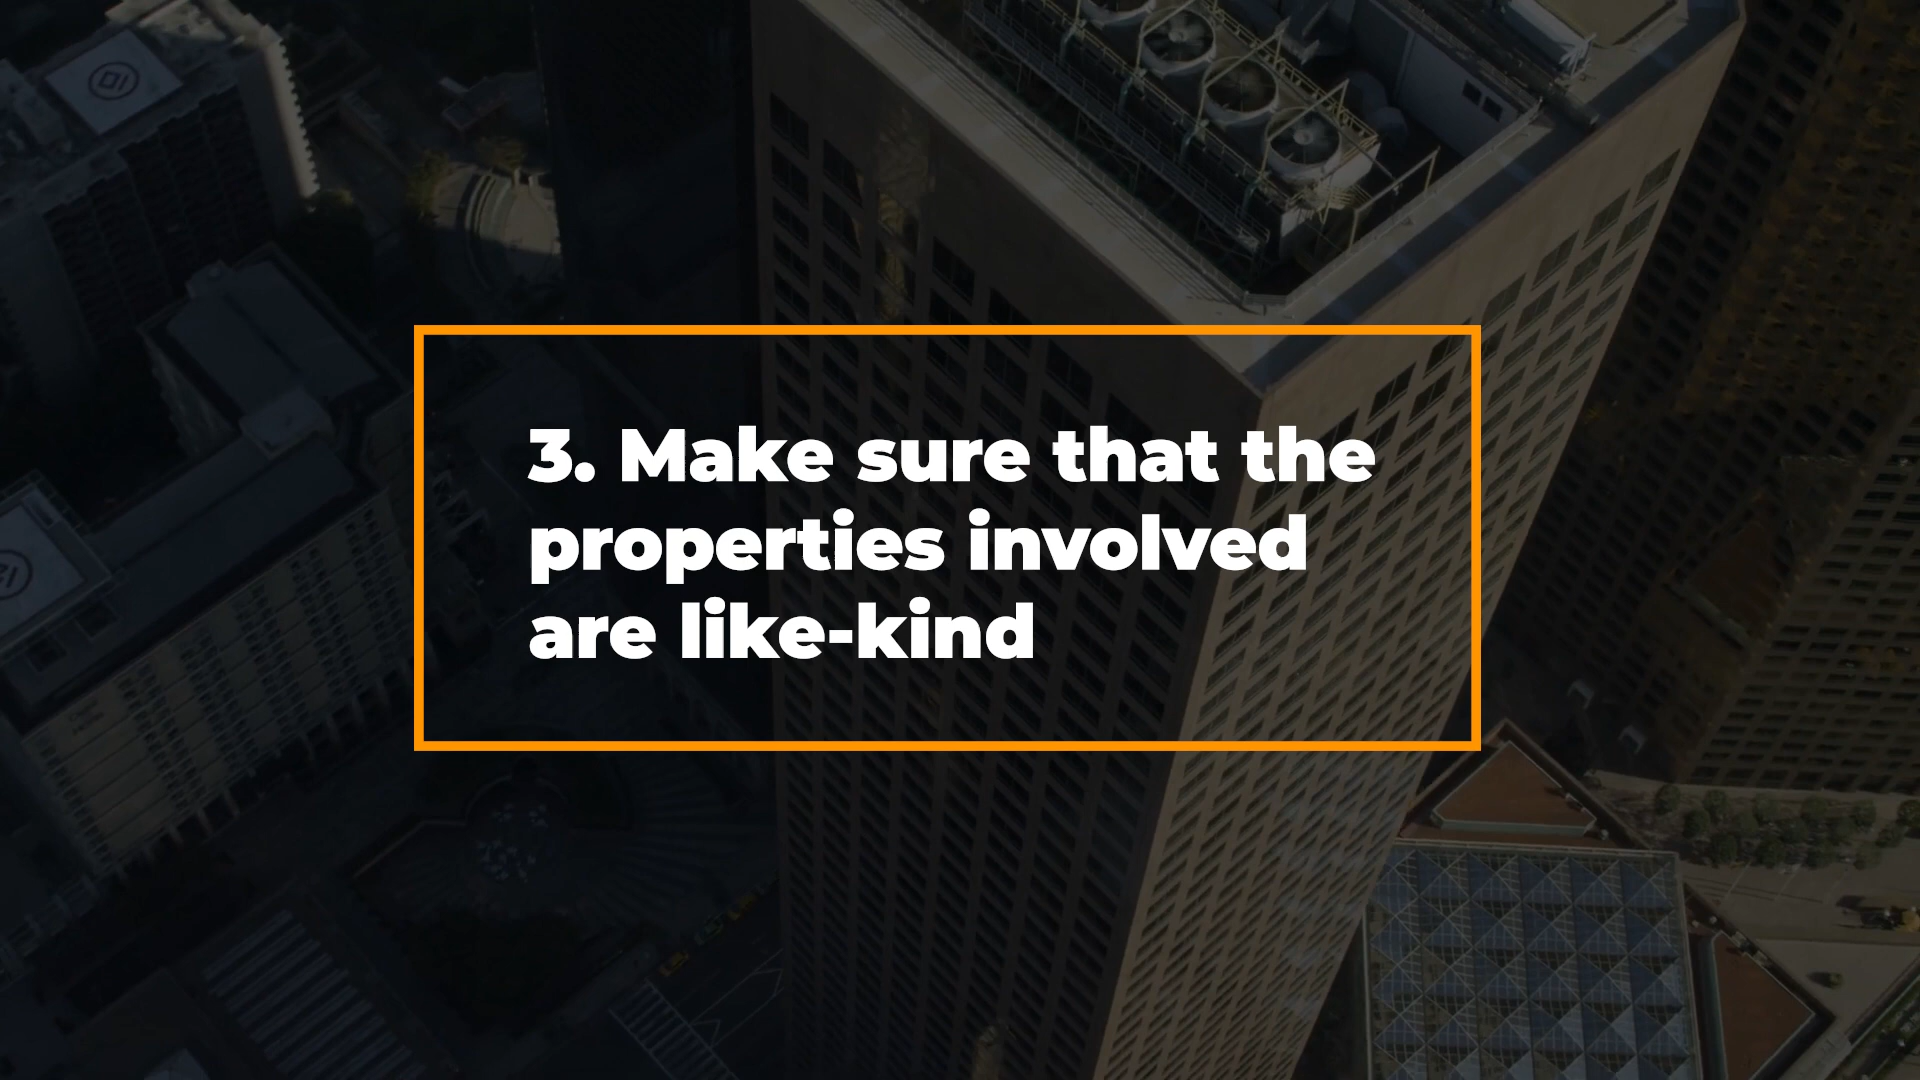 3. Make sure that the
properties involved
are like-kind